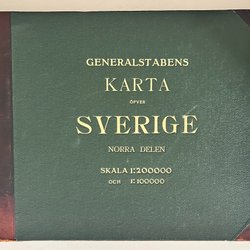 GENERALSTABENS
KARTA
ÖFVER
SVERIGE
NORRA DELEN
SKALA 1:200000
OCH 1:100000